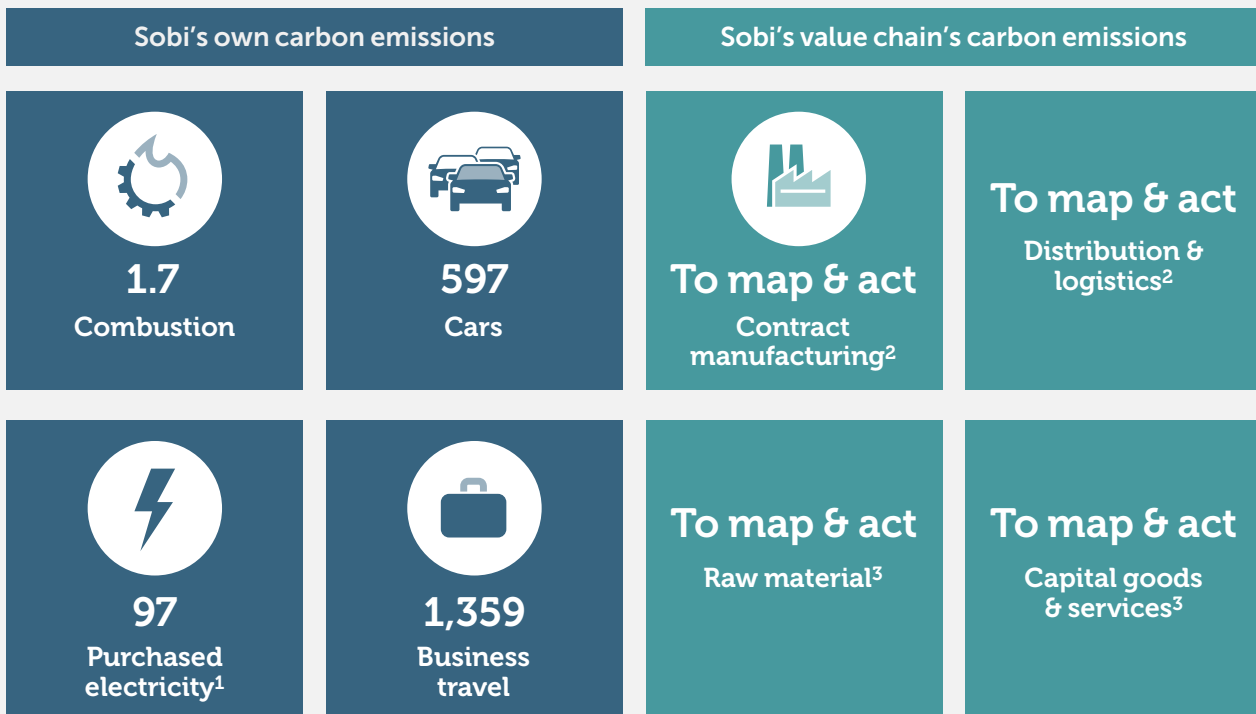 Sobi’s own carbon emissions
Sobi’s value chain’s carbon emissions
1.7
Combustion
597
Cars
To map & act
Contract
manufacturing²
To map & act
Distribution &
logistics²
97
Purchased
electricity¹
1,359
Business
travel
To map & act
Raw material³
To map & act
Capital goods
& services³